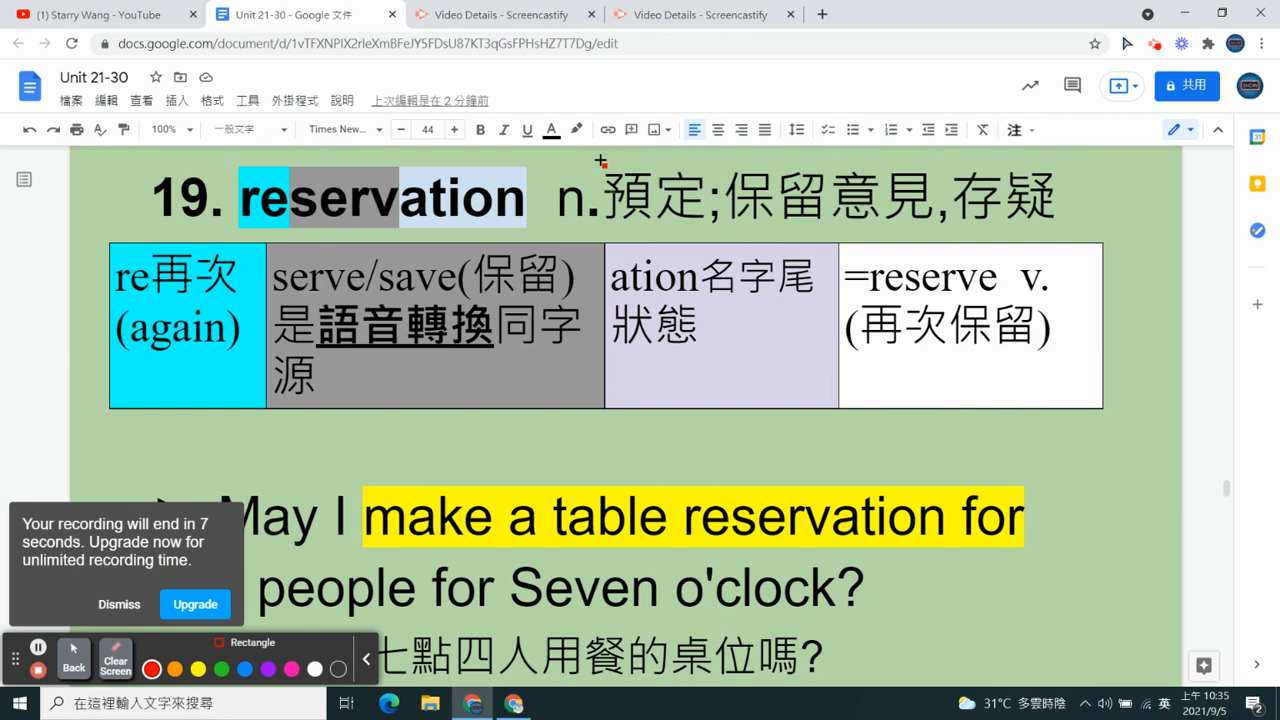 (1) Starry Wang - YouTube
Unit 21-30 - Google 文件
Video Details - Screencastify
Video Details - Screencastify
docs.google.com/document/d/1vTFXNPIX2rleXmBFeJY5FDsU87KT3qGsFPHsHZ7T7Dg/edit
Unit 21-30
檔案 編輯 查看 插入 格式 工具 外掛程式 說明 上次編輯是在 2 分鐘前
共用
100% 一般文字 Times New... 44 B I U A 注
19. reservation n.預定;保留意見,存疑
re再次
(again)
serve/save(保留)
是語音轉換同字
源
ation名字尾
狀態
=reserve v.
(再次保留)
May I make a table reservation for
people for Seven o'clock?
七點四人用餐的桌位嗎?
Your recording will end in 7
seconds. Upgrade now for
unlimited recording time.
Dismiss Upgrade
Rectangle
Back
Clear
Screen
在這裡輸入文字來搜尋
31°C 多雲時陰
英
上午 10:35
2021/9/5
2